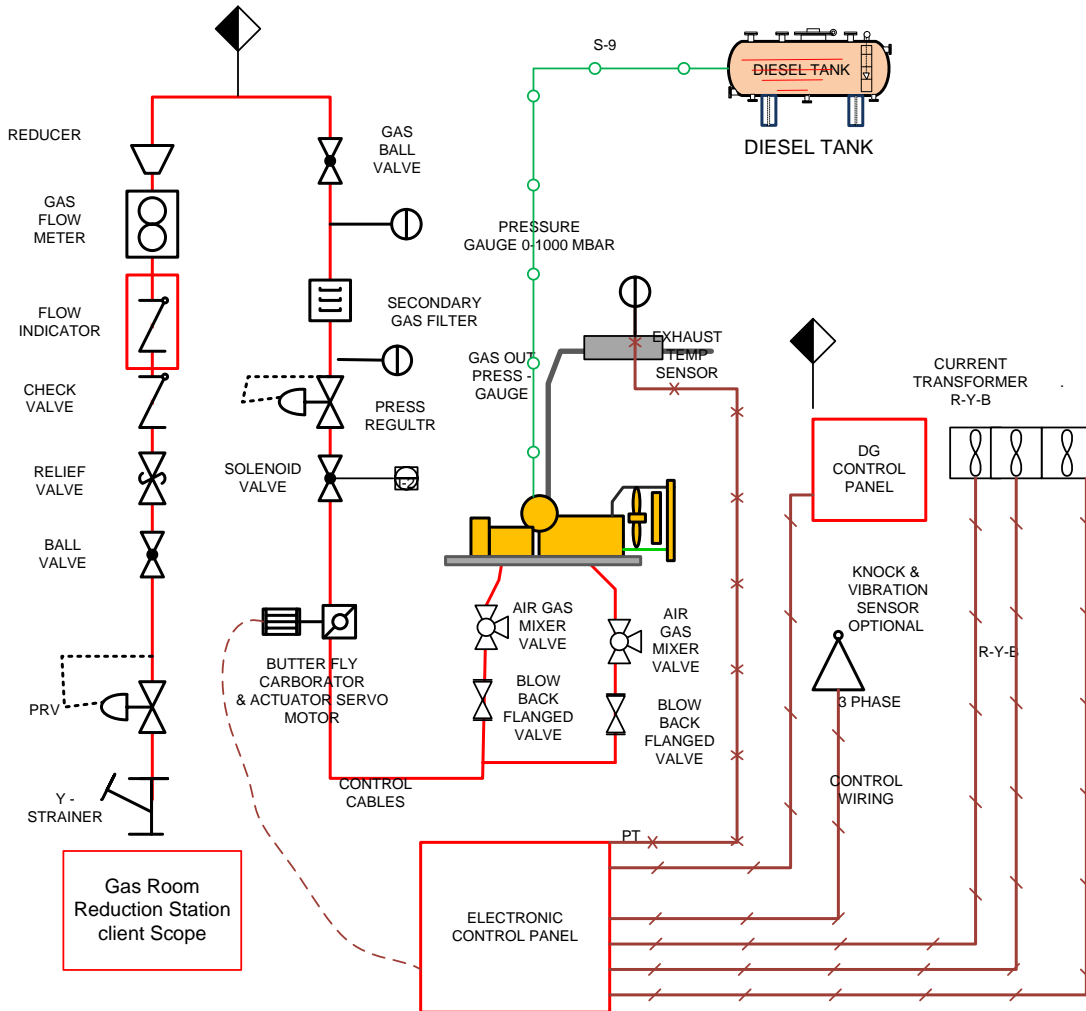 S-9
DIESEL TANK
DIESEL TANK
REDUCER
GAS
BALL
VALVE
GAS
FLOW
METER
PRESSURE
GAUGE 0-1000 MBAR
FLOW
INDICATOR
SECONDARY
GAS FILTER
EXHAUST
TEMP
SENSOR
GAS OUT
PRESS -
GAUGE
CURRENT
TRANSFORMER
R-Y-B
.
CHECK
VALVE
PRESS
REGULTR
DG
CONTROL
PANEL
RELIEF
VALVE
SOLENOID
VALVE
BALL
VALVE
KNOCK &
VIBRATION
SENSOR
OPTIONAL
AIR GAS
MIXER
VALVE
AIR
GAS
MIXER
VALVE
R-Y-B
BUTTER FLY
CARBORATOR
& ACTUATOR SERVO
MOTOR
BLOW
BACK
FLANGED
VALVE
BLOW
BACK
FLANGED
VALVE
PRV
3 PHASE
CONTROL
CABLES
CONTROL
WIRING
Y -
STRAINER
PT
Gas Room
Reduction Station
client Scope
ELECTRONIC
CONTROL PANEL